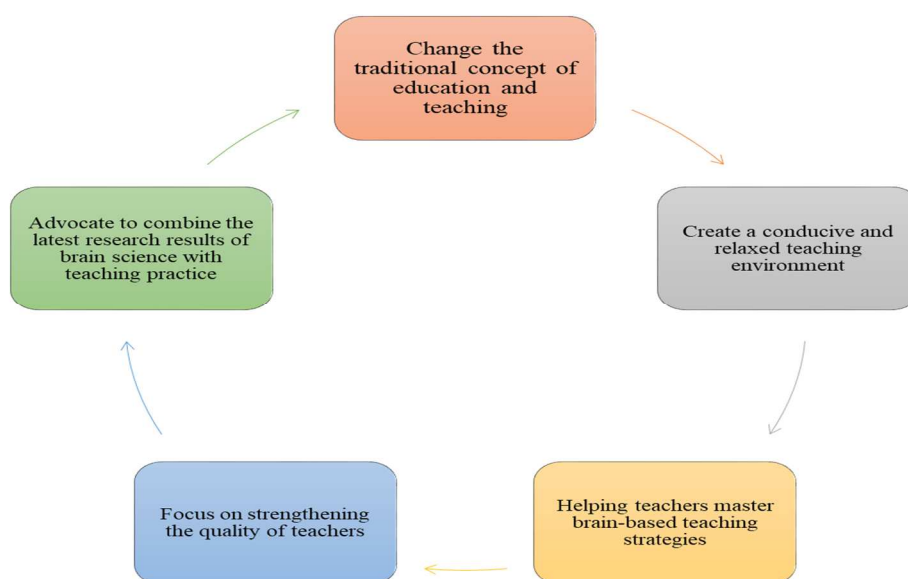 Change the
traditional concept of
education and
teaching
Create a conducive and
relaxed teaching
environment
Helping teachers master
brain-based teaching
strategies
Focus on strengthening
the quality of teachers
Advocate to combine the
latest research results of
brain science with
teaching practice